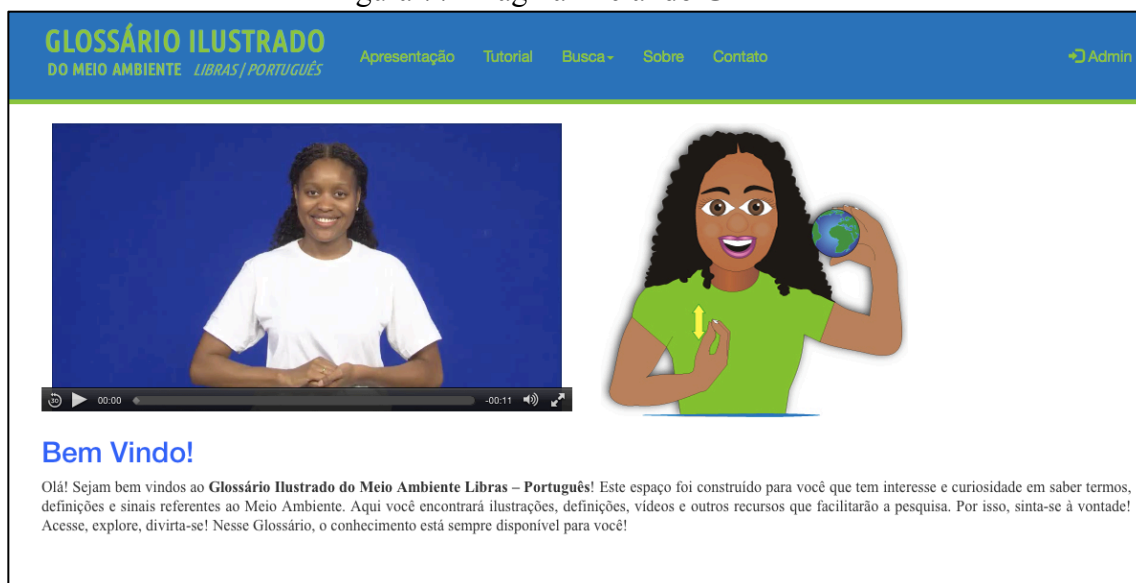 GLOSSÁRIO ILUSTRADO
DO MEIO AMBIENTE LIBRAS | PORTUGUÊS
Apresentação Tutorial Busca Sobre Contato Admin
30 00:00 -00:11
Bem Vindo!
Olá! Sejam bem vindos ao Glossário Ilustrado do Meio Ambiente Libras – Português! Este espaço foi construído para você que tem interesse e curiosidade em saber termos,
definições e sinais referentes ao Meio Ambiente. Aqui você encontrará ilustrações, definições, vídeos e outros recursos que facilitarão a pesquisa. Por isso, sinta-se à vontade!
Acesse, explore, divirta-se! Nesse Glossário, o conhecimento está sempre disponível para você!